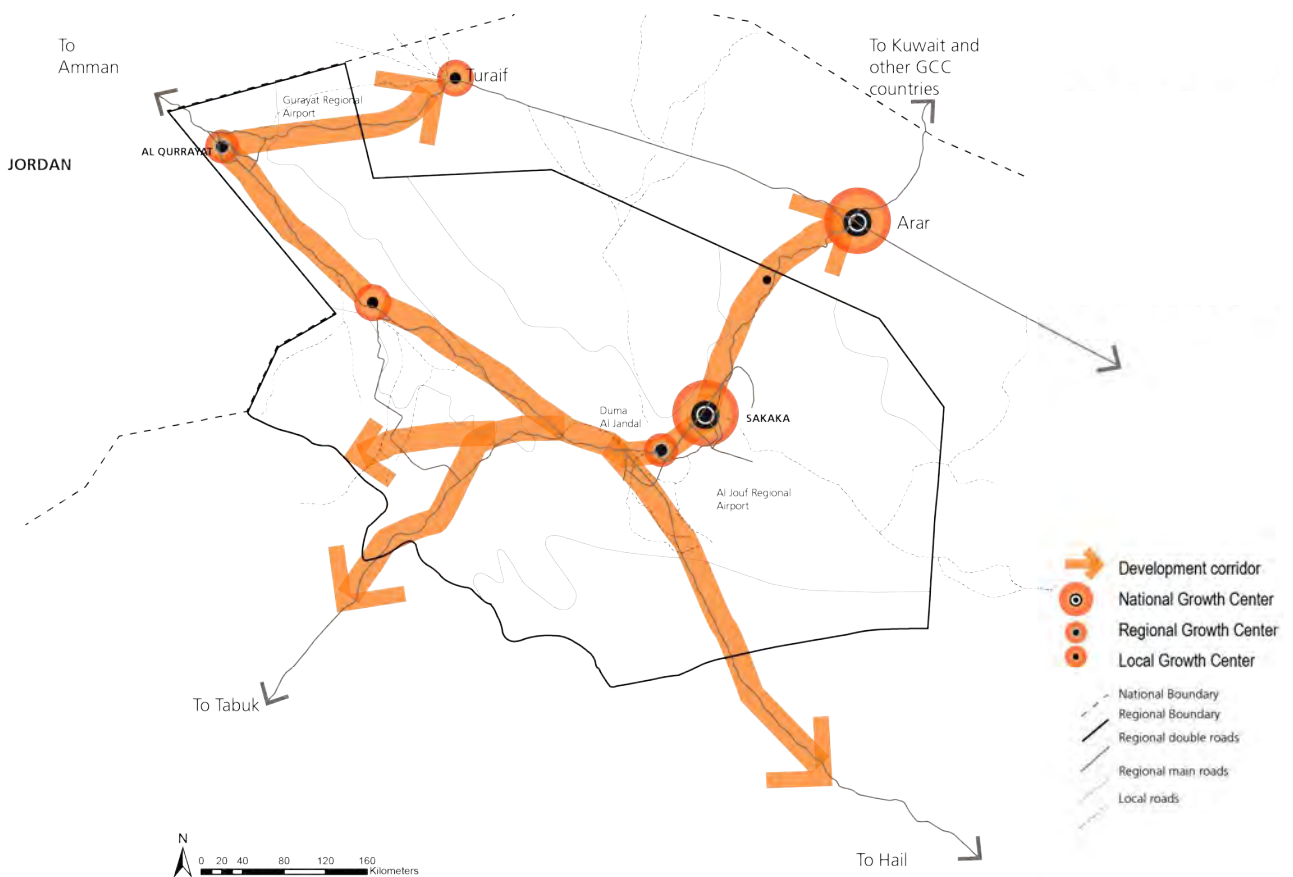 To
Amman
To Kuwait and
other GCC
countries
Turaif
Gurayat Regional
Airport
AL QURRAYAT
JORDAN
Arar
Duma
Al Jandal
SAKAKA
Al Jouf Regional
Airport
Development corridor
National Growth Center
Regional Growth Center
Local Growth Center
National Boundary
Regional Boundary
Regional double roads
Regional main roads
Local roads
To Tabuk
To Hail
N
0 20 40 80 120 160
Kilometers